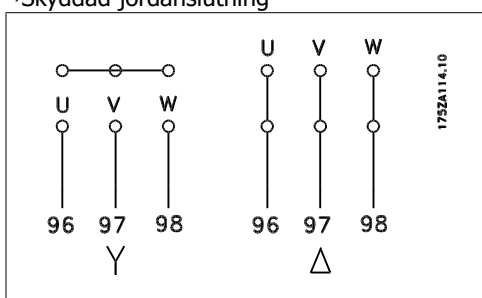 Skyddad jordanslutning
U V W
U V W
96 97 98
96 97 98
Y Δ
175ZA114.10